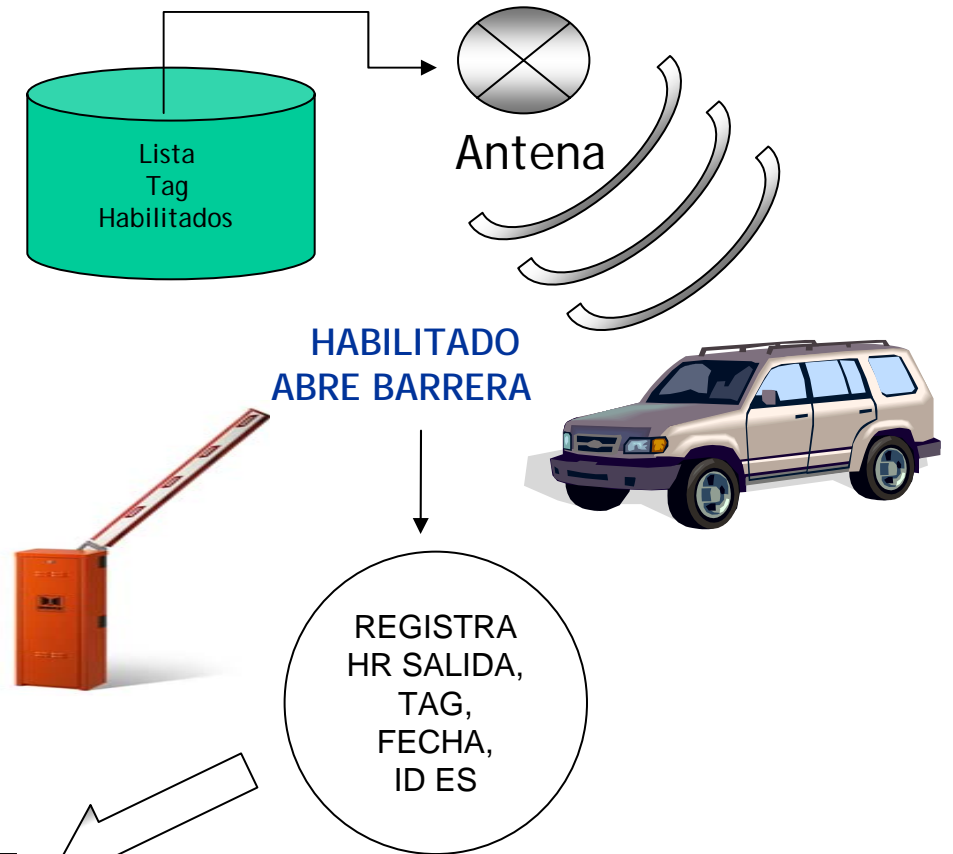 Lista
Tag
Habilitados
Antena
HABILITADO
ABRE BARRERA
REGISTRA
HR SALIDA,
TAG,
FECHA,
ID ES